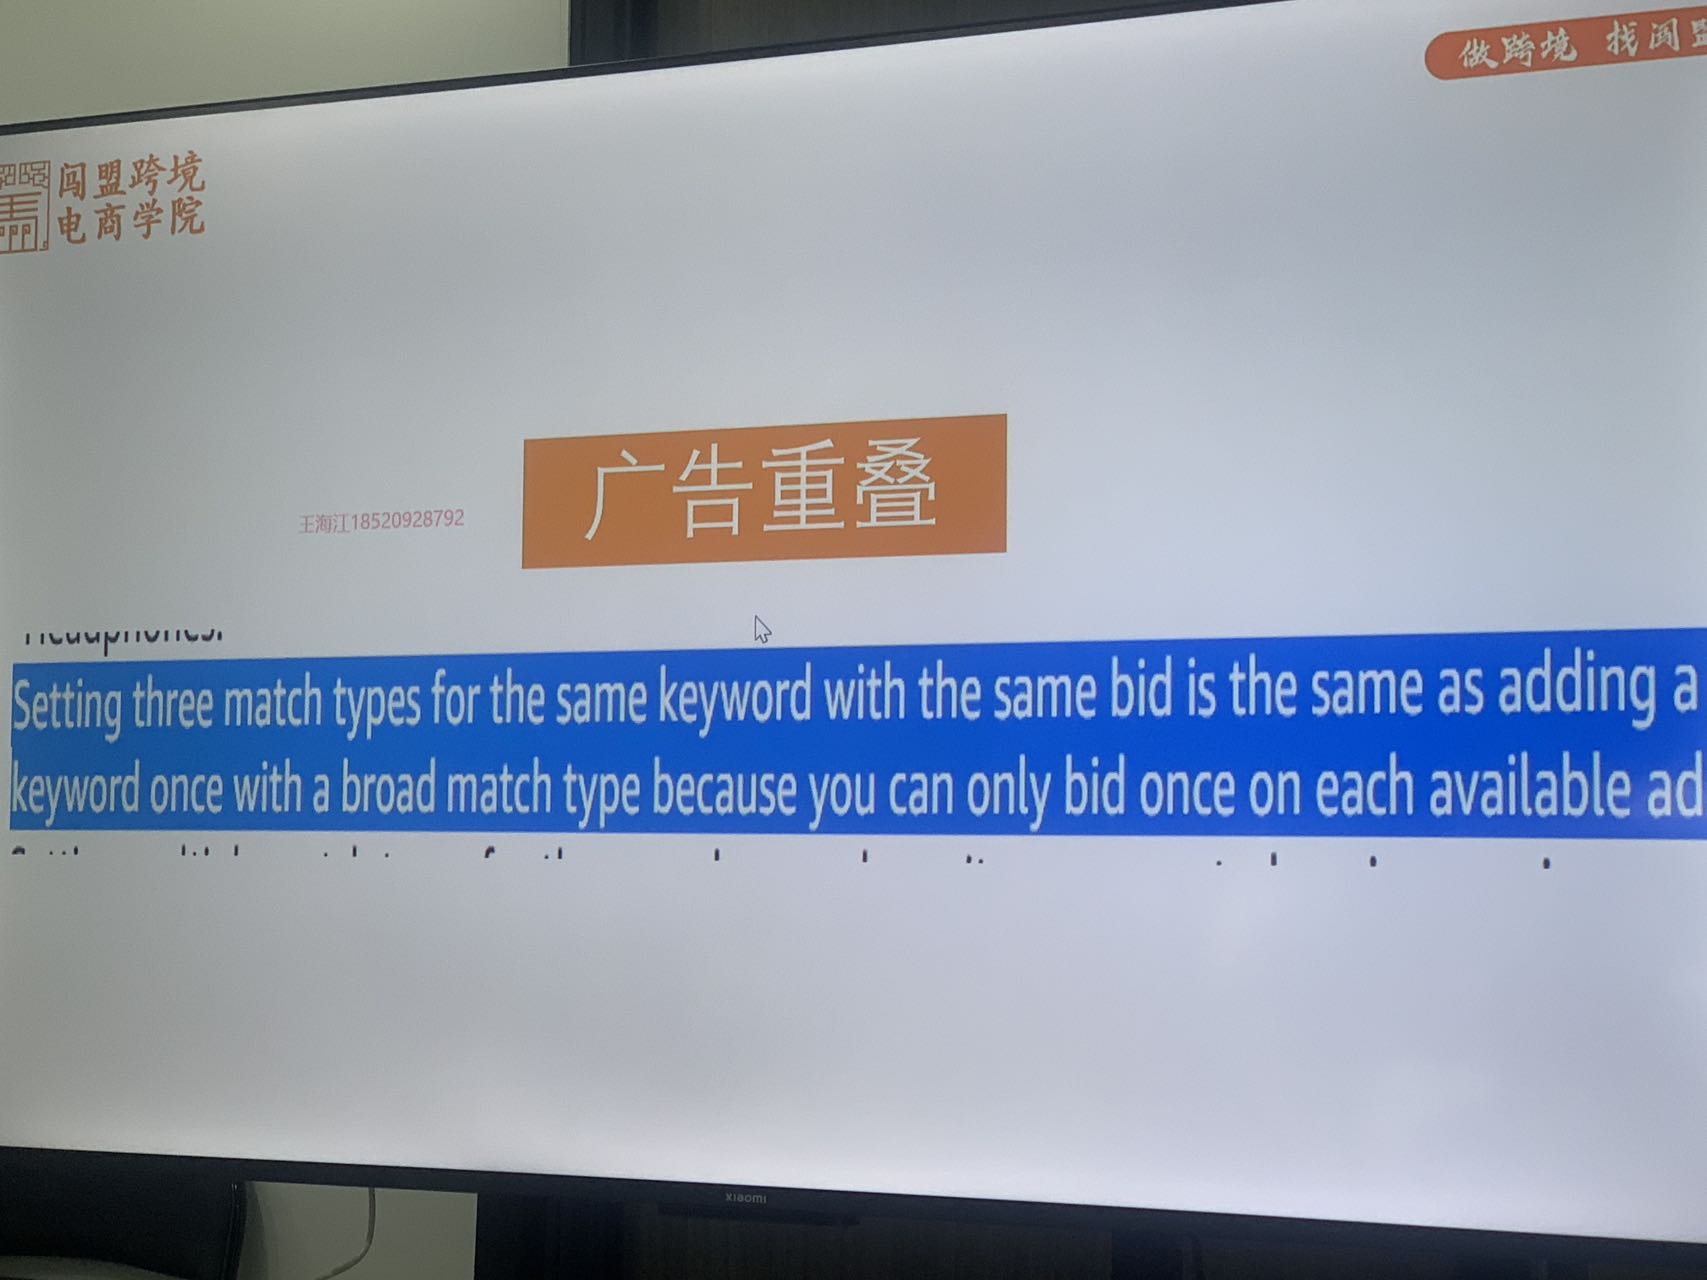 做跨境 找闯盟
闯盟跨境
电商学院
广告重叠
王海江18520928792
Headphones.
Setting three match types for the same keyword with the same bid is the same as adding a
keyword once with a broad match type because you can only bid once on each available ad
xiaomi